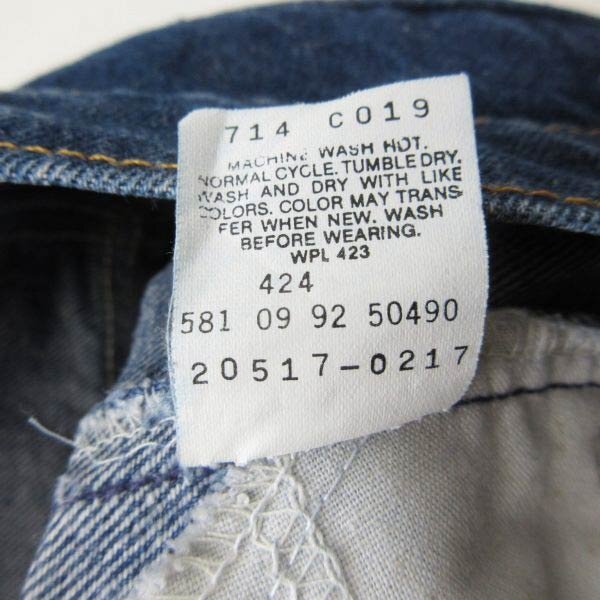 714 C019
MACHINE WASH HOT.
NORMAL CYCLE. TUMBLE DRY.
WASH AND DRY WITH LIKE
COLORS. COLOR MAY TRANS
FER WHEN NEW. WASH
BEFORE WEARING.
WPL 423
424
581 09 92 50490
20517-0217